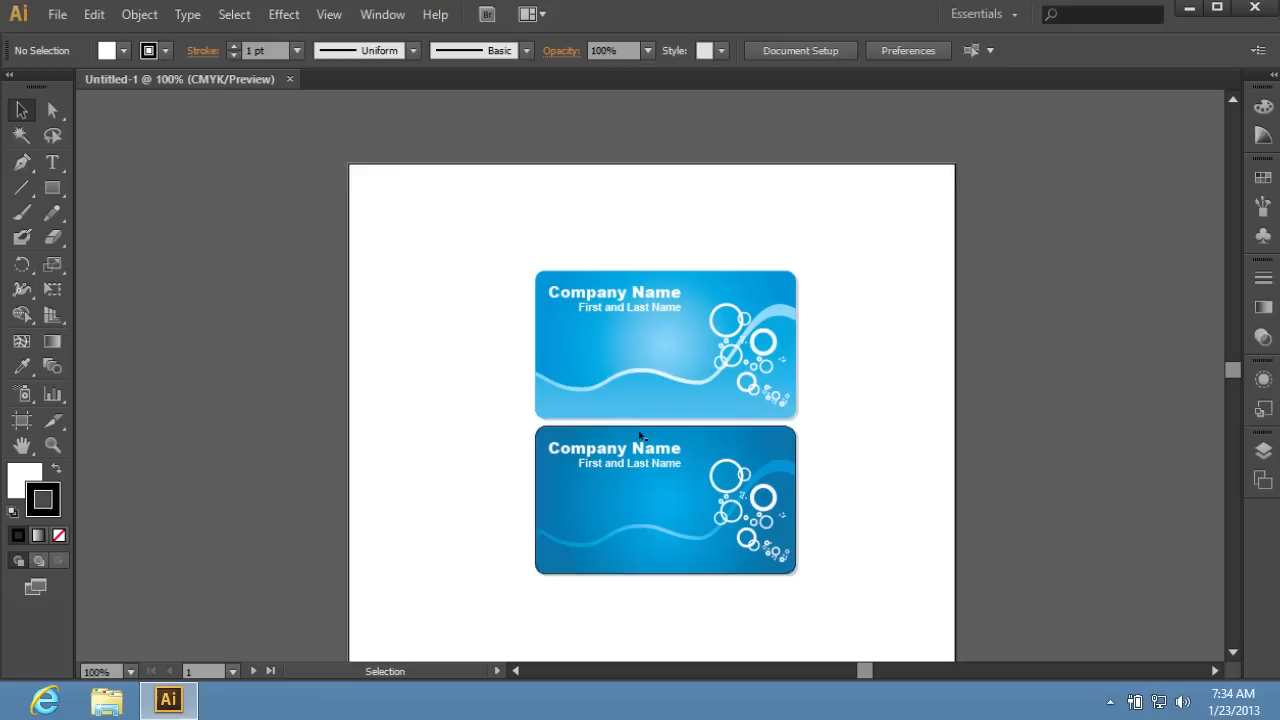 Ai File Edit Object Type Select Effect View Window Help Br Essentials
No Selection Stroke: 1 pt Uniform Basic Opacity: 100% Style: Document Setup Preferences
Untitled-1 @ 100% (CMYK/Preview) ×
T
Company Name
First and Last Name
Company Name
First and Last Name
100% 1 Selection
Ai
7:34 AM
1/23/2013